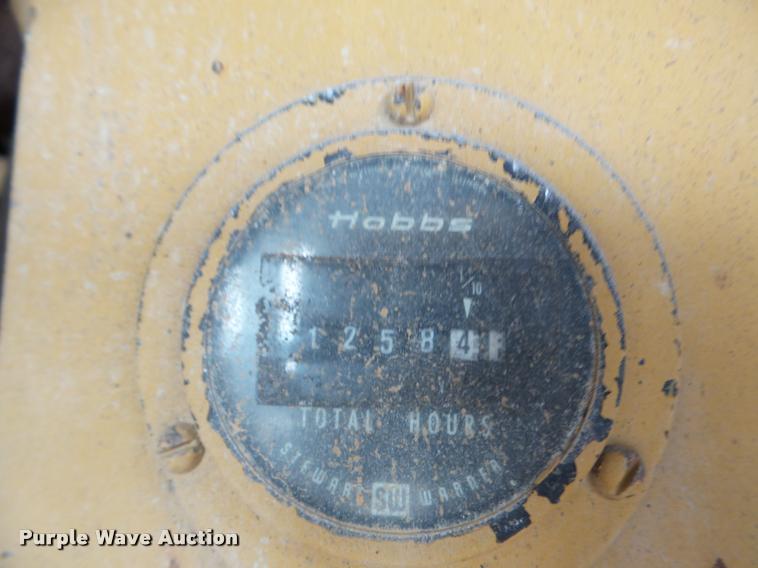 Hobbs
1/10
1 2 5 8 4
TOTAL HOURS
STEWART SW WARNER
Purple Wave Auction